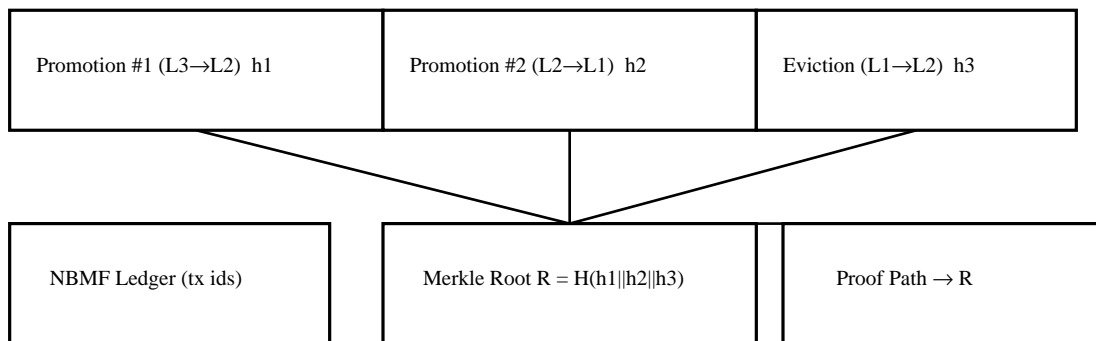 Promotion #1 (L3→L2)  h1
Promotion #2 (L2→L1)  h2
Eviction (L1→L2)  h3
NBMF Ledger (tx ids)
Merkle Root R = H(h1||h2||h3)
Proof Path → R